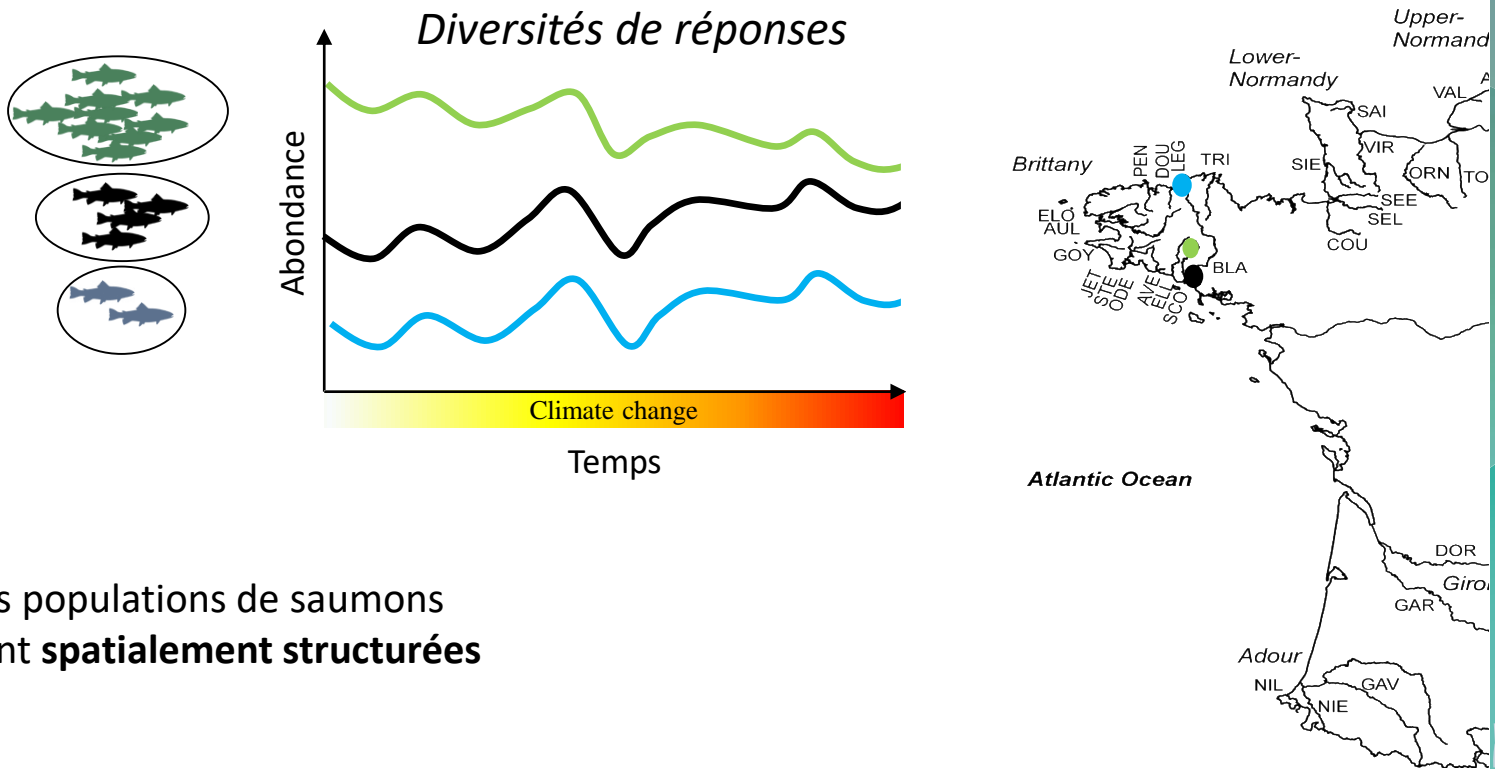 Diversités de réponses
Abondance
Climate change
Temps
s populations de saumons
nt spatialement structurées
Upper-
Normand
Lower-
Normandy
VAL
A
SAI
VIR
SIE
ORN
TO
SEE
SEL
COU
Brittany
PEN
DOU
LEG
TRI
ELO
AUL
GOY
JET
STE
ODE
AVE
ELL
SCO
BLA
Atlantic Ocean
DOR
Giro
GAR
Adour
NIL
GAV
NIE